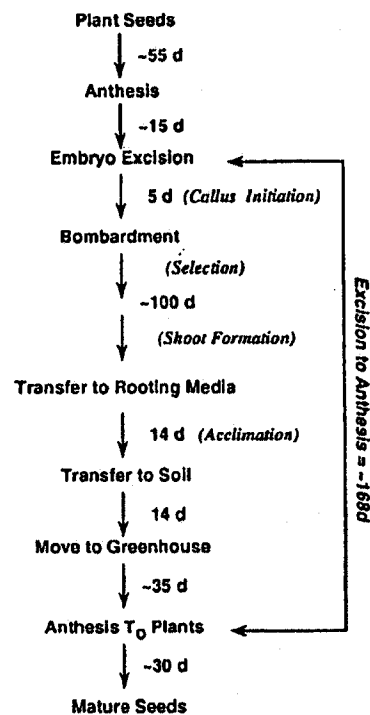 Plant Seeds
~55 d
Anthesis
~15 d
Embryo Excision
5 d (Callus Initiation)
Bombardment
(Selection)
~100 d
(Shoot Formation)
Transfer to Rooting Media
14 d (Acclimation)
Transfer to Soil
14 d
Move to Greenhouse
~35 d
Anthesis T0 Plants
~30 d
Mature Seeds
Excision to Anthesis = ~168d